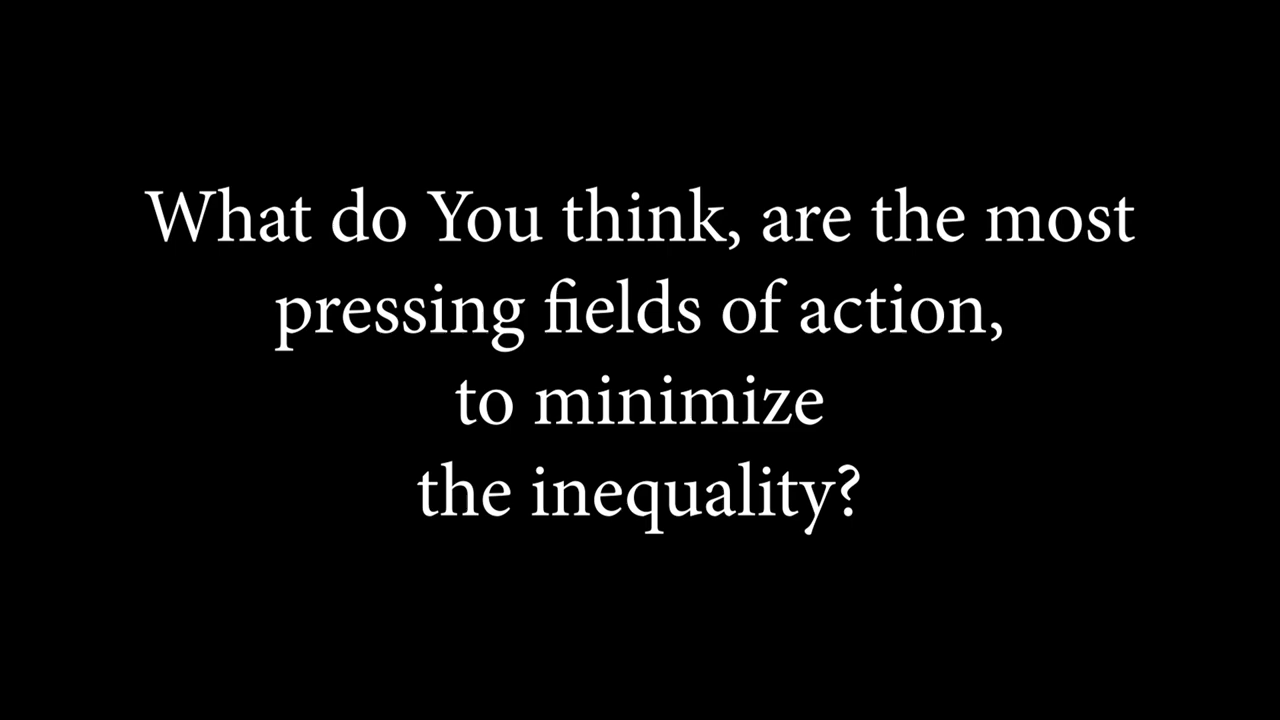 What do You think, are the most
pressing fields of action,
to minimize
the inequality?